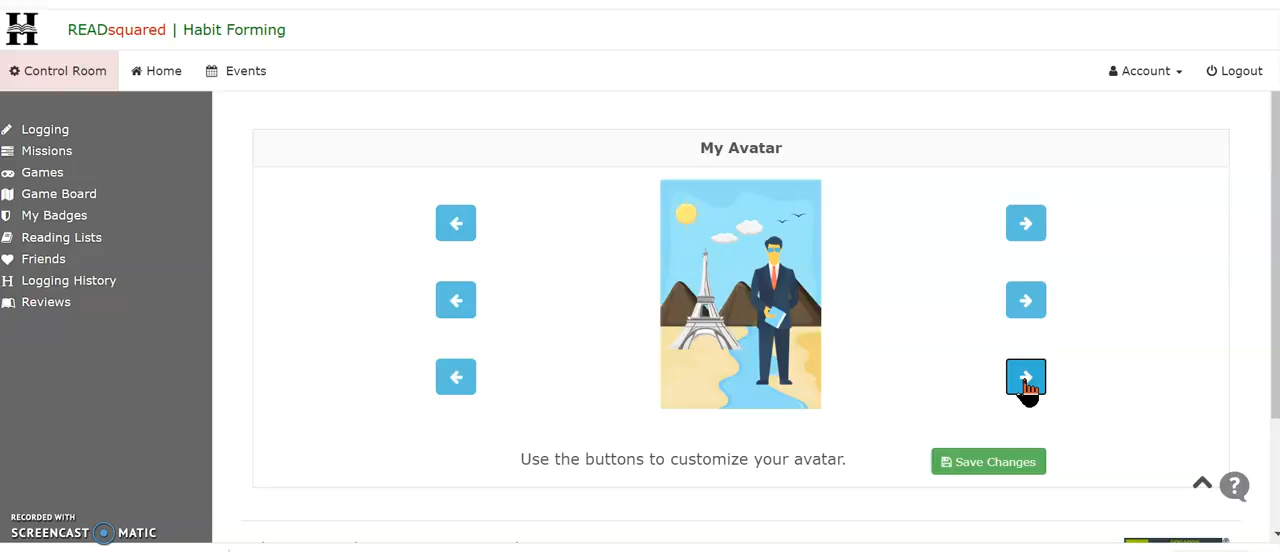 READsquared | Habit Forming
Control Room
Home
Events
Account
Logout
Logging
Missions
Games
Game Board
My Badges
Reading Lists
Friends
Logging History
Reviews
My Avatar
Use the buttons to customize your avatar.
Save Changes
?
RECORDED WITH
SCREENCAST MATIC